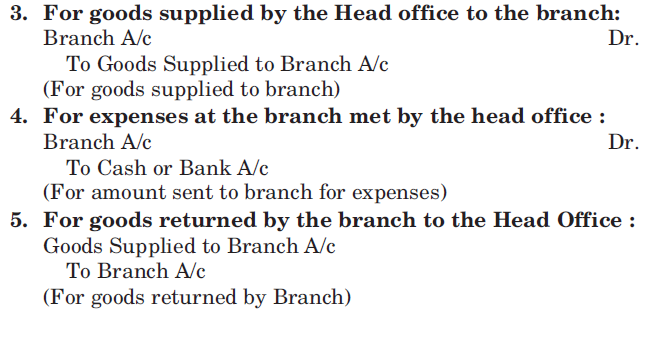 3. For goods supplied by the Head office to the branch:
Branch A/c Dr.
To Goods Supplied to Branch A/c
(For goods supplied to branch)
4. For expenses at the branch met by the head office :
Branch A/c Dr.
To Cash or Bank A/c
(For amount sent to branch for expenses)
5. For goods returned by the branch to the Head Office :
Goods Supplied to Branch A/c
To Branch A/c
(For goods returned by Branch)